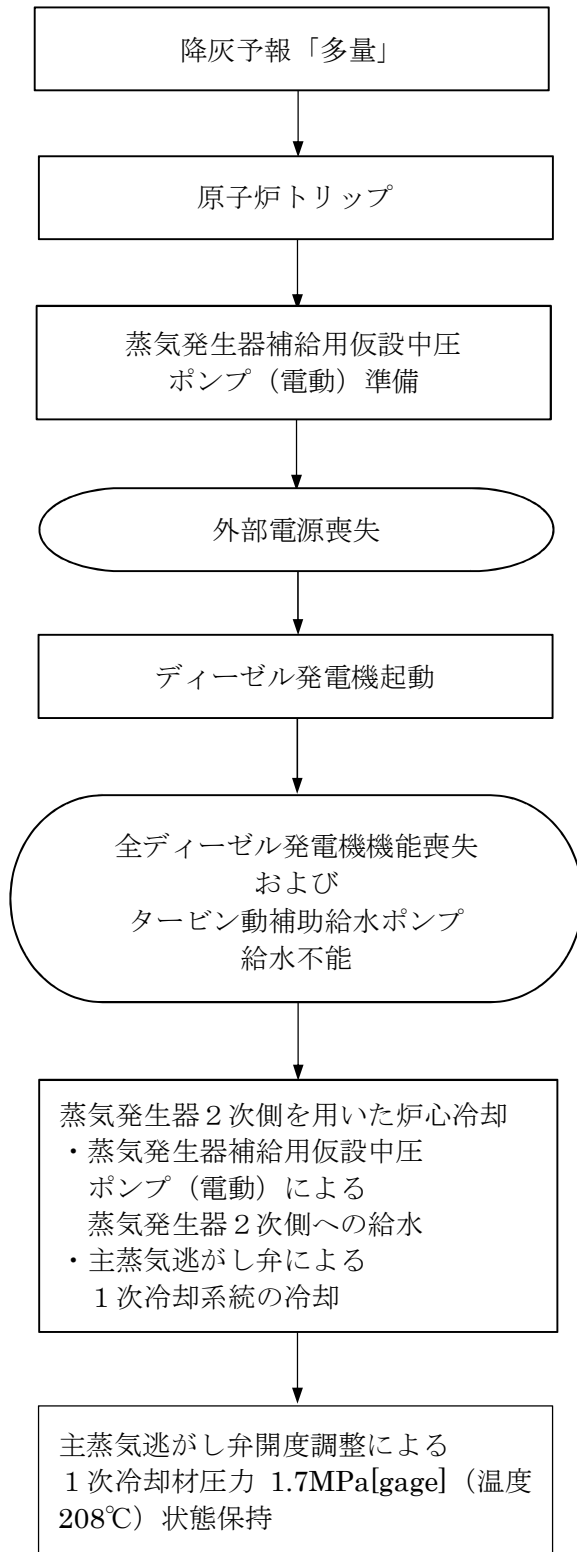 降灰予報「多量」
原子炉トリップ
蒸気発生器補給用仮設中圧
ポンプ（電動）準備
外部電源喪失
ディーゼル発電機起動
全ディーゼル発電機機能喪失
および
タービン動補助給水ポンプ
給水不能
蒸気発生器２次側を用いた炉心冷却
・蒸気発生器補給用仮設中圧
ポンプ（電動）による
蒸気発生器２次側への給水
・主蒸気逃がし弁による
１次冷却系統の冷却
主蒸気逃がし弁開度調整による
１次冷却材圧力 1.7MPa[gage]（温度
208℃）状態保持